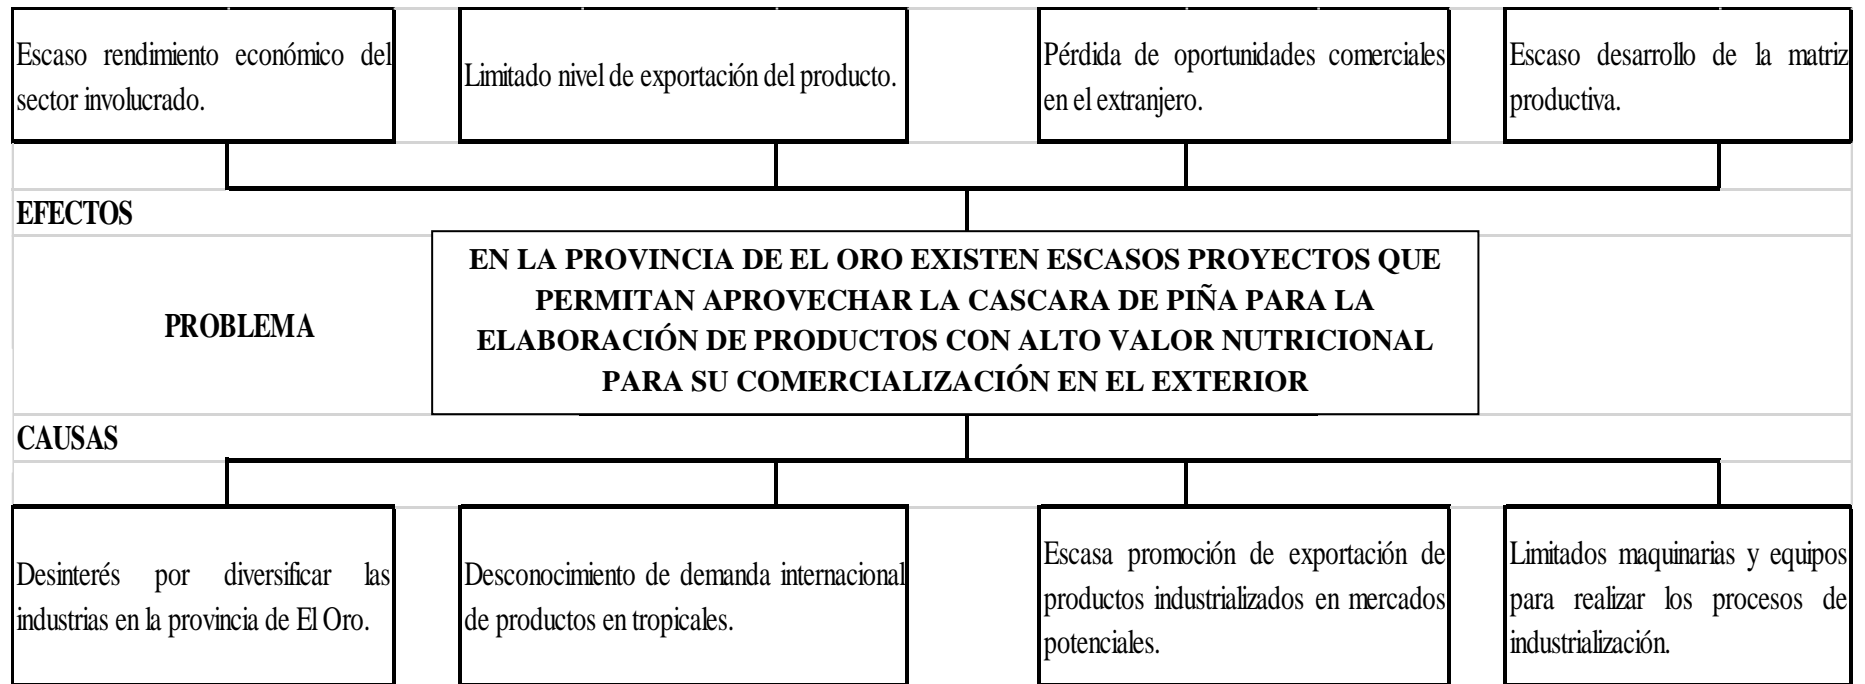 Escaso rendimiento económico del
sector involucrado.
Limitado nivel de exportación del producto.
Pérdida de oportunidades comerciales
en el extranjero.
Escaso desarrollo de la matriz
productiva.
EFECTOS
PROBLEMA
EN LA PROVINCIA DE EL ORO EXISTEN ESCASOS PROYECTOS QUE
PERMITAN APROVECHAR LA CASCARA DE PIÑA PARA LA
ELABORACIÓN DE PRODUCTOS CON ALTO VALOR NUTRICIONAL
PARA SU COMERCIALIZACIÓN EN EL EXTERIOR
CAUSAS
Desinterés por diversificar las
industrias en la provincia de El Oro.
Desconocimiento de demanda internacional
de productos en tropicales.
Escasa promoción de exportación de
productos industrializados en mercados
potenciales.
Limitados maquinarias y equipos
para realizar los procesos de
industrialización.